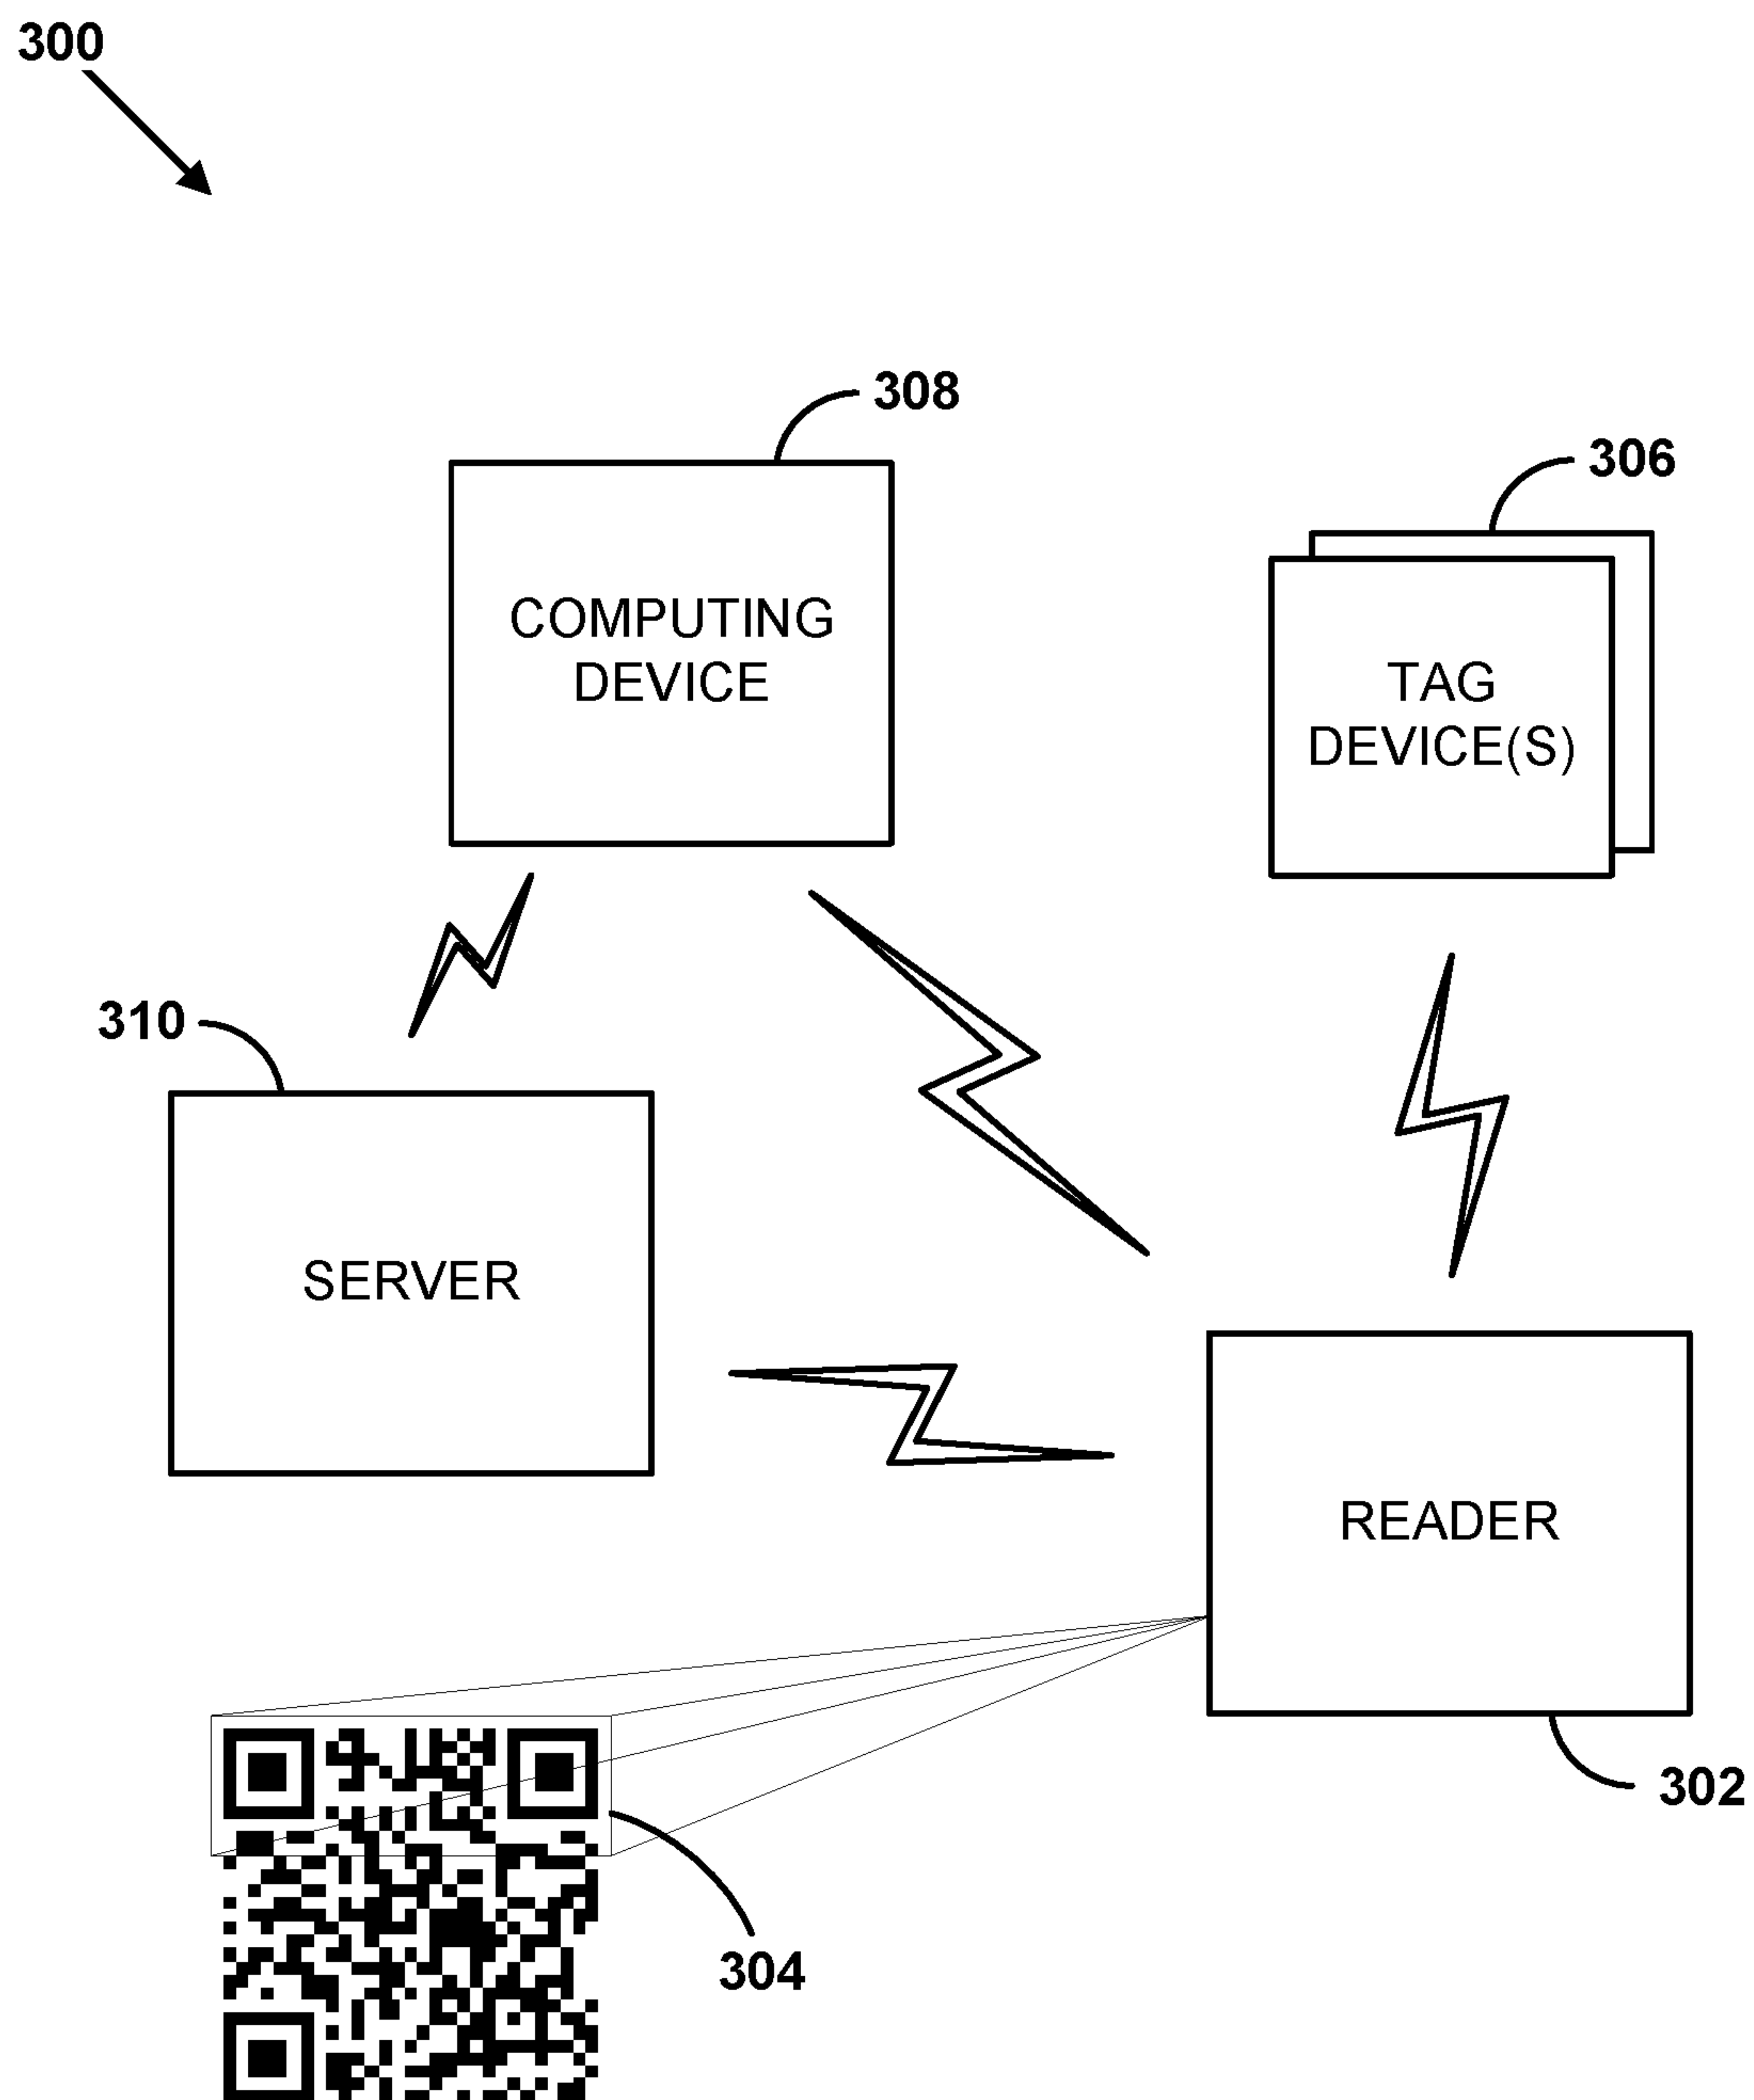 300
308
306
COMPUTING
DEVICE
TAG
DEVICE(S)
310
SERVER
READER
302
304